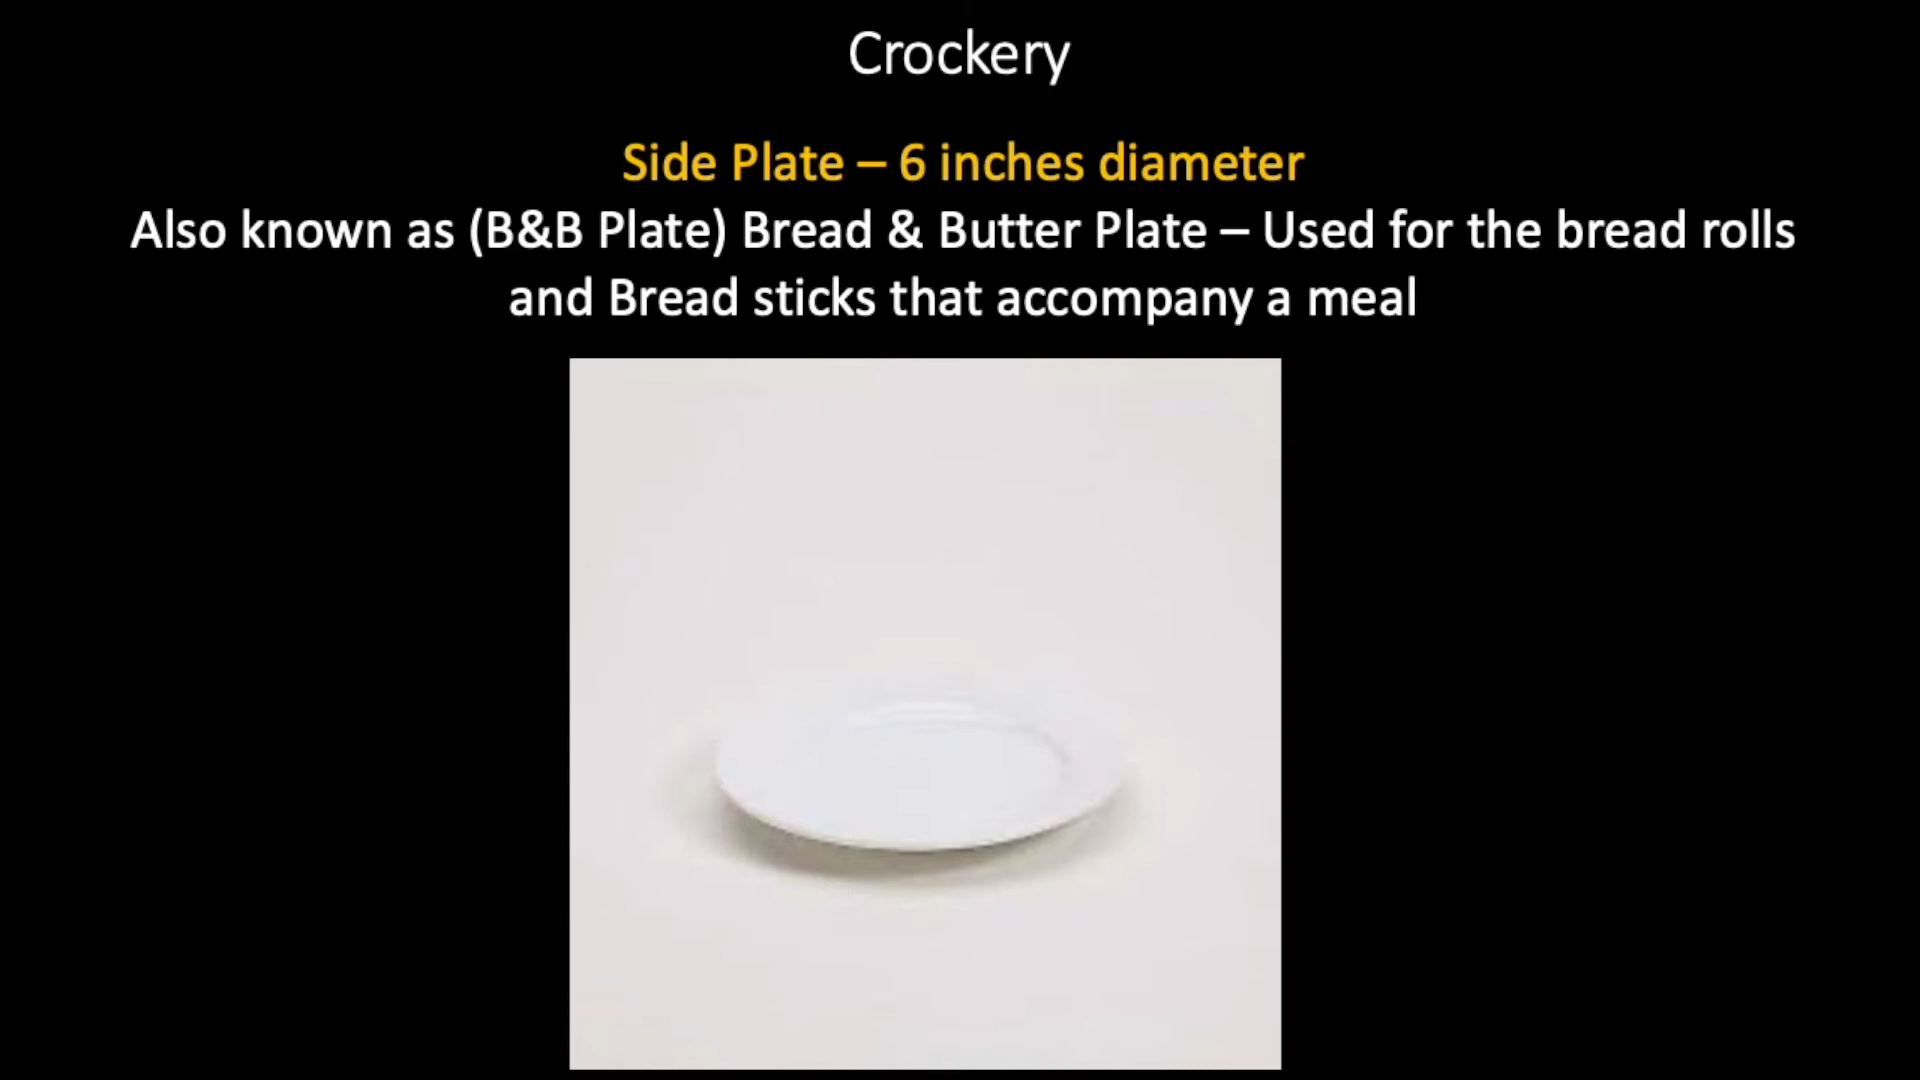 Crockery
Side Plate – 6 inches diameter
Also known as (B&B Plate) Bread & Butter Plate – Used for the bread rolls
and Bread sticks that accompany a meal